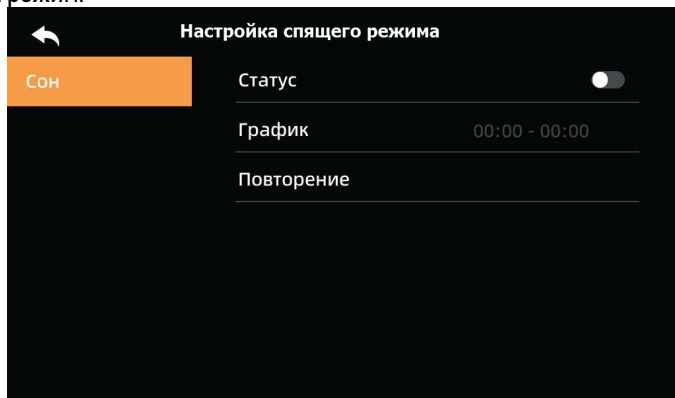 Настройка спящего режима
Сон
Статус
График 00:00 - 00:00
Повторение